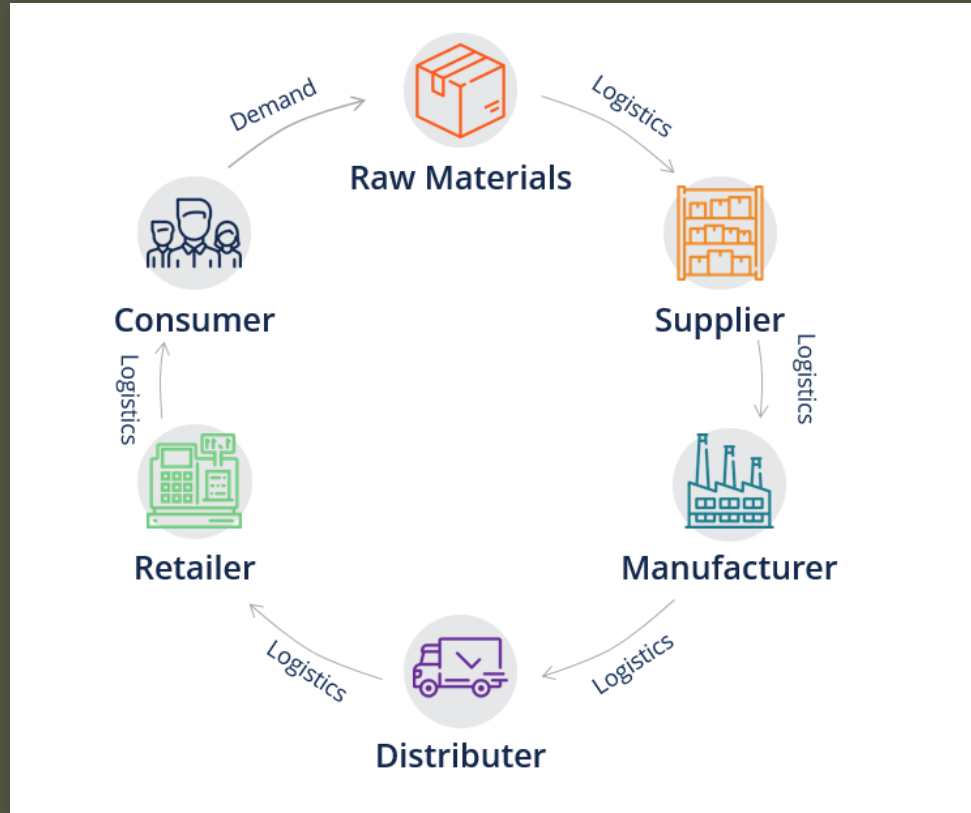 Raw Materials
Logistics
Supplier
Logistics
Manufacturer
Logistics
Distributer
Logistics
Retailer
Logistics
Consumer
Demand